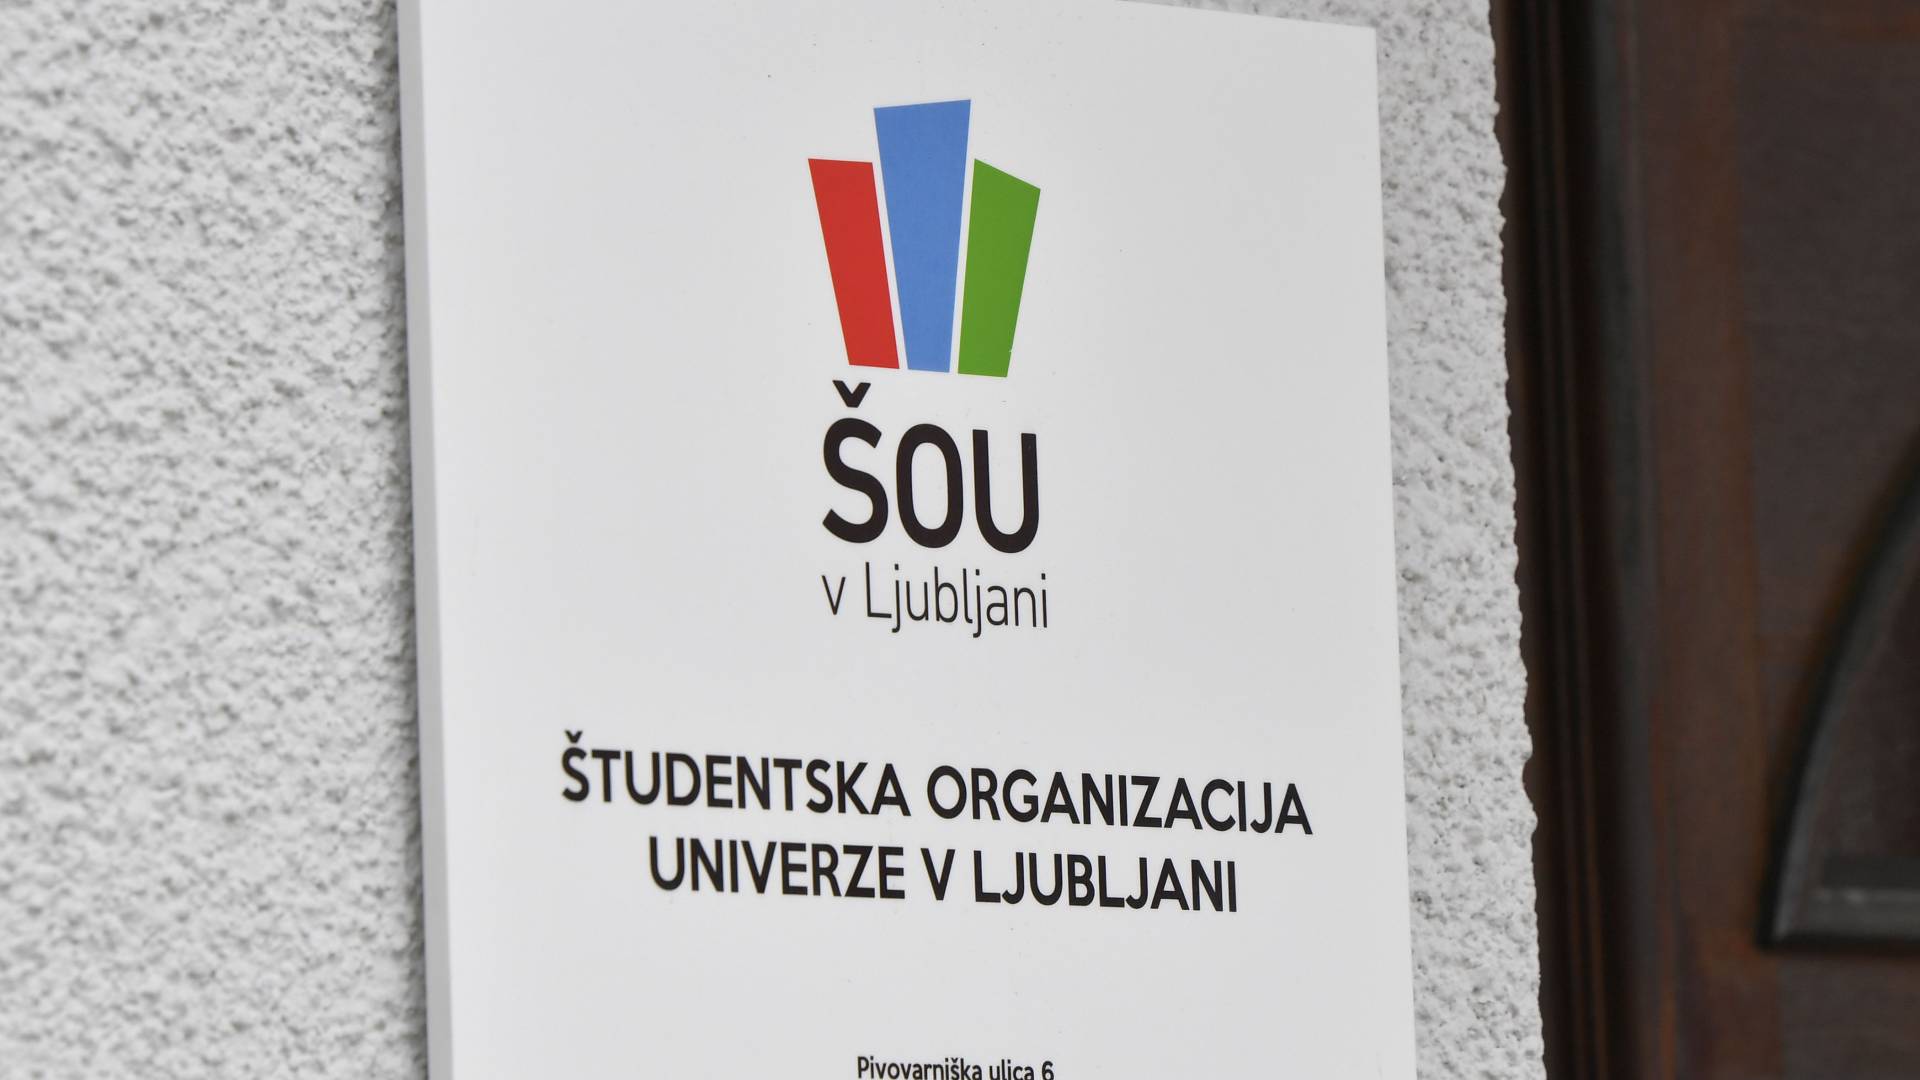 ŠOU
v Ljubljani
ŠTUDENTSKA ORGANIZACIJA
UNIVERZE V LJUBLJANI
Pivovarniška ulica 6